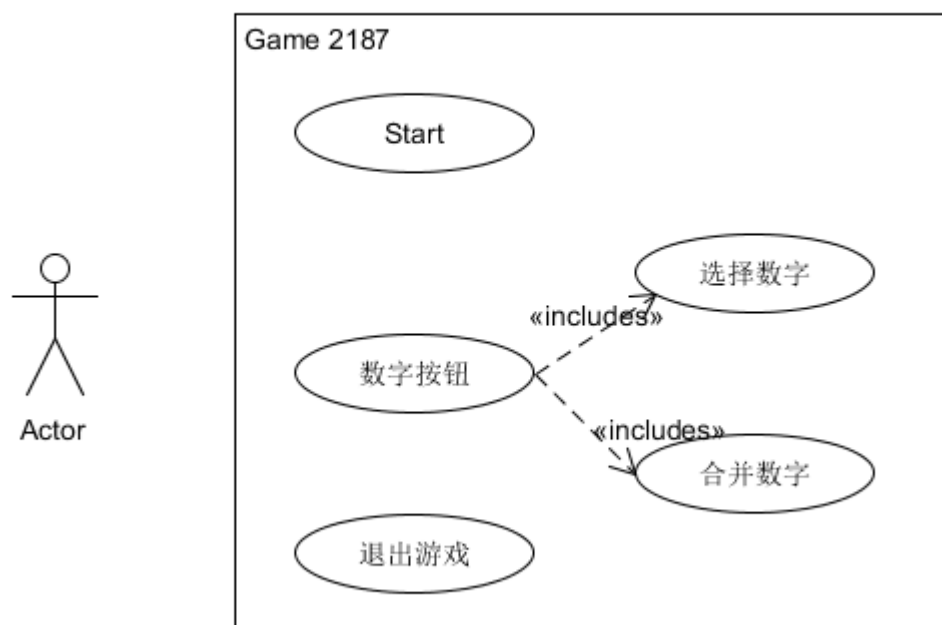 Game 2187
Start
选择数字
«includes»
数字按钮
«includes»
Actor
合并数字
退出游戏